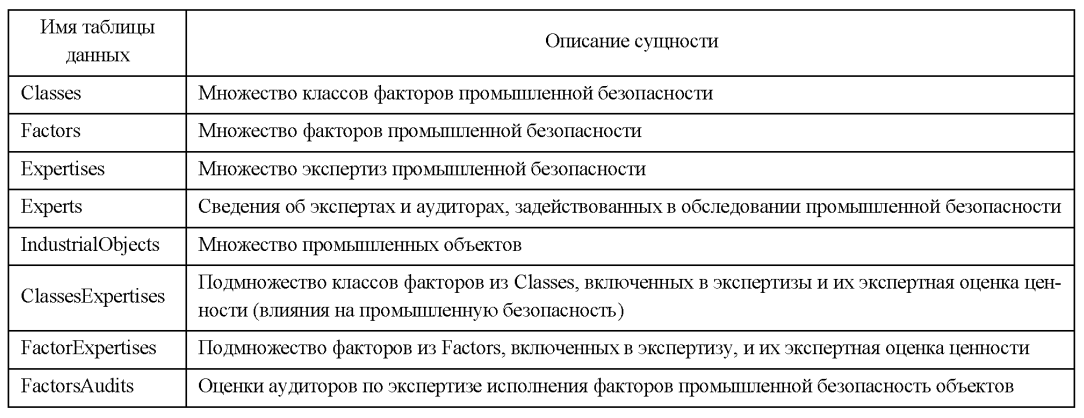 Имя таблицы
данных
Описание сущности
Classes
Множество классов факторов промышленной безопасности
Factors
Множество факторов промышленной безопасности
Expertises
Множество экспертиз промышленной безопасности
Experts
Сведения об экспертах и аудиторах, задействованных в обследовании промышленной безопасности
IndustrialObjects
Множество промышленных объектов
ClassesExpertises
Подмножество классов факторов из Classes, включенных в экспертизы и их экспертная оценка цен-
ности (влияния на промышленную безопасность)
FactorExpertises
Подмножество факторов из Factors, включенных в экспертизу, и их экспертная оценка ценности
FactorsAudits
Оценки аудиторов по экспертизе исполнения факторов промышленной безопасность объектов